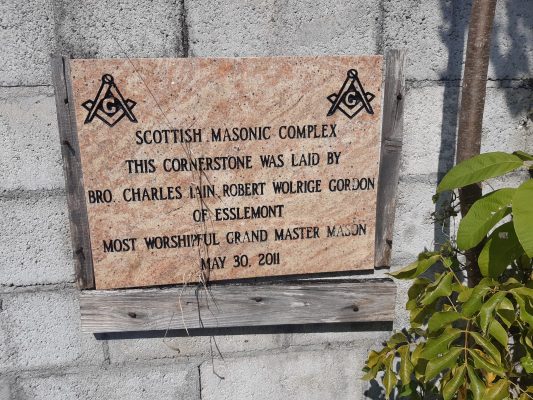 G G
SCOTTISH MASONIC COMPLEX
THIS CORNERSTONE WAS LAID BY
BRO. CHARLES IAIN ROBERT WOLRIGE GORDON
OF ESSLEMONT
MOST WORSHIPFUL GRAND MASTER MASON
MAY 30, 2011